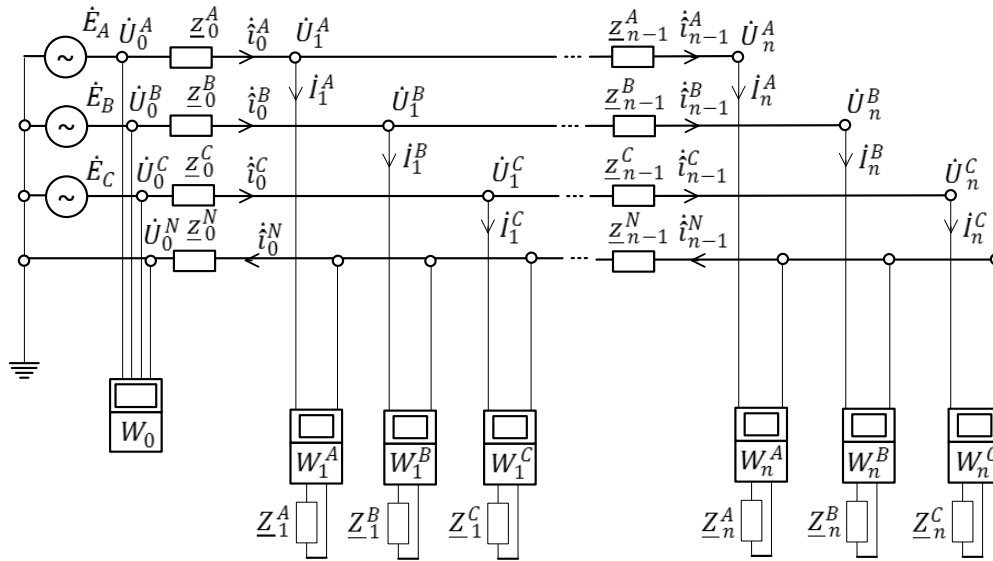 Ė_A U̇_0^A z_0^A î̇_0^A U̇_1^A z_{n−1}^A î̇_{n−1}^A U̇_n^A
İ_1^A İ_n^A
Ė_B U̇_0^B z_0^B î̇_0^B U̇_1^B z_{n−1}^B î̇_{n−1}^B U̇_n^B
İ_1^B İ_n^B
Ė_C U̇_0^C z_0^C î̇_0^C U̇_1^C z_{n−1}^C î̇_{n−1}^C U̇_n^C
İ_1^C İ_n^C
U̇_0^N z_0^N î̇_0^N z_{n−1}^N î̇_{n−1}^N
W_0
W_1^A W_1^B W_1^C W_n^A W_n^B W_n^C
Z_1^A Z_1^B Z_1^C Z_n^A Z_n^B Z_n^C